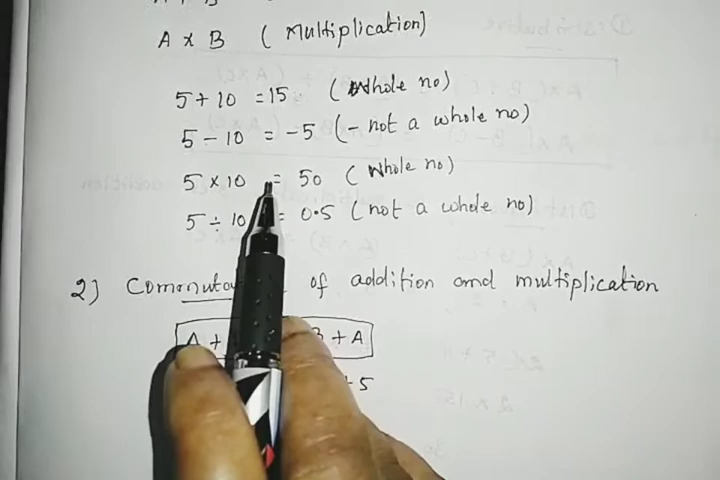 A x B ( Multiplication)
5 + 10 = 15 ( Whole no)
5 - 10 = -5 (- not a whole no)
5 x 10 = 50 ( Whole no)
5 ÷ 10 = 0.5 (not a whole no)
2) of addition and multiplication
A + B + A
+ 5